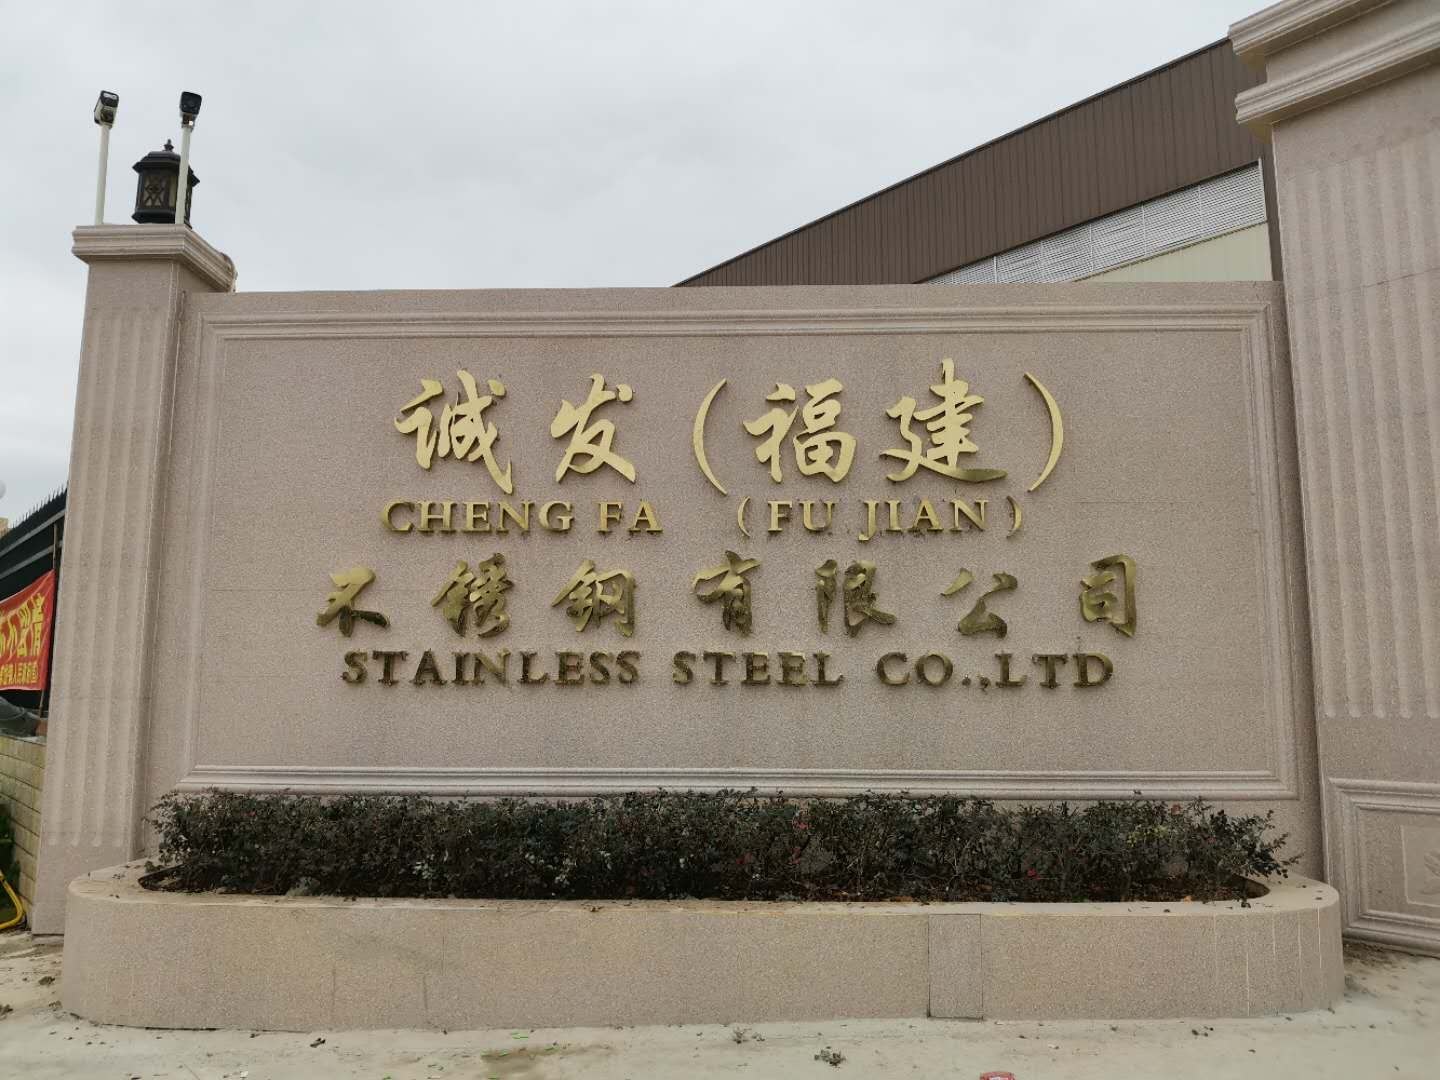 诚发（福建）
CHENG FA （FU JIAN）
不锈钢有限公司
STAINLESS STEEL CO.,LTD